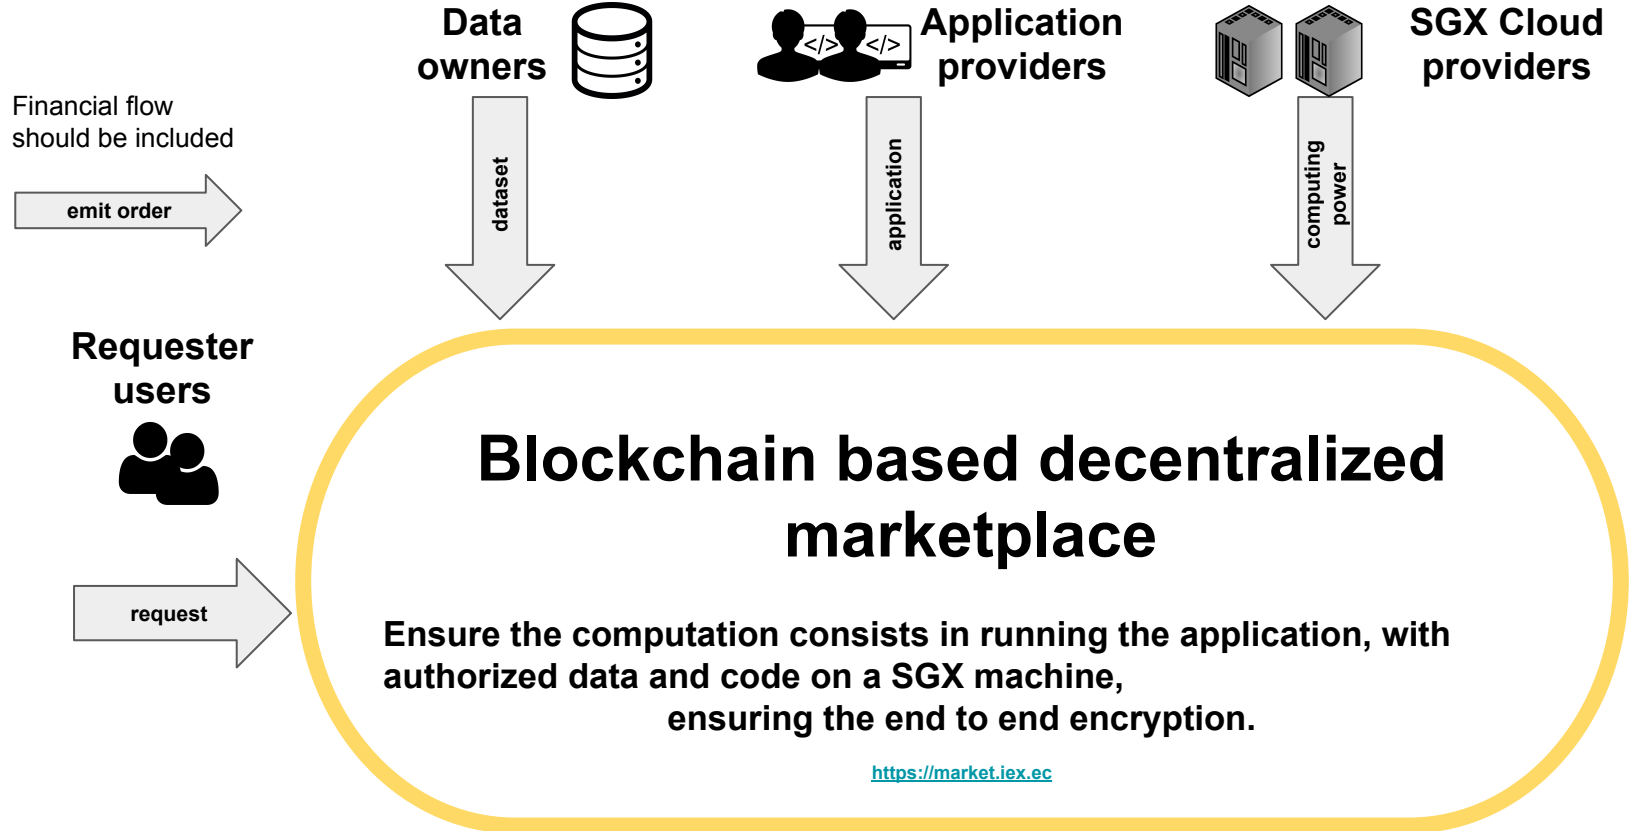 Data
owners
</>
</>
Application
providers
SGX Cloud
providers
Financial flow
should be included
emit order
dataset
application
computing
power
Requester
users
request
Blockchain based decentralized
marketplace
Ensure the computation consists in running the application, with
authorized data and code on a SGX machine,
ensuring the end to end encryption.
https://market.iex.ec